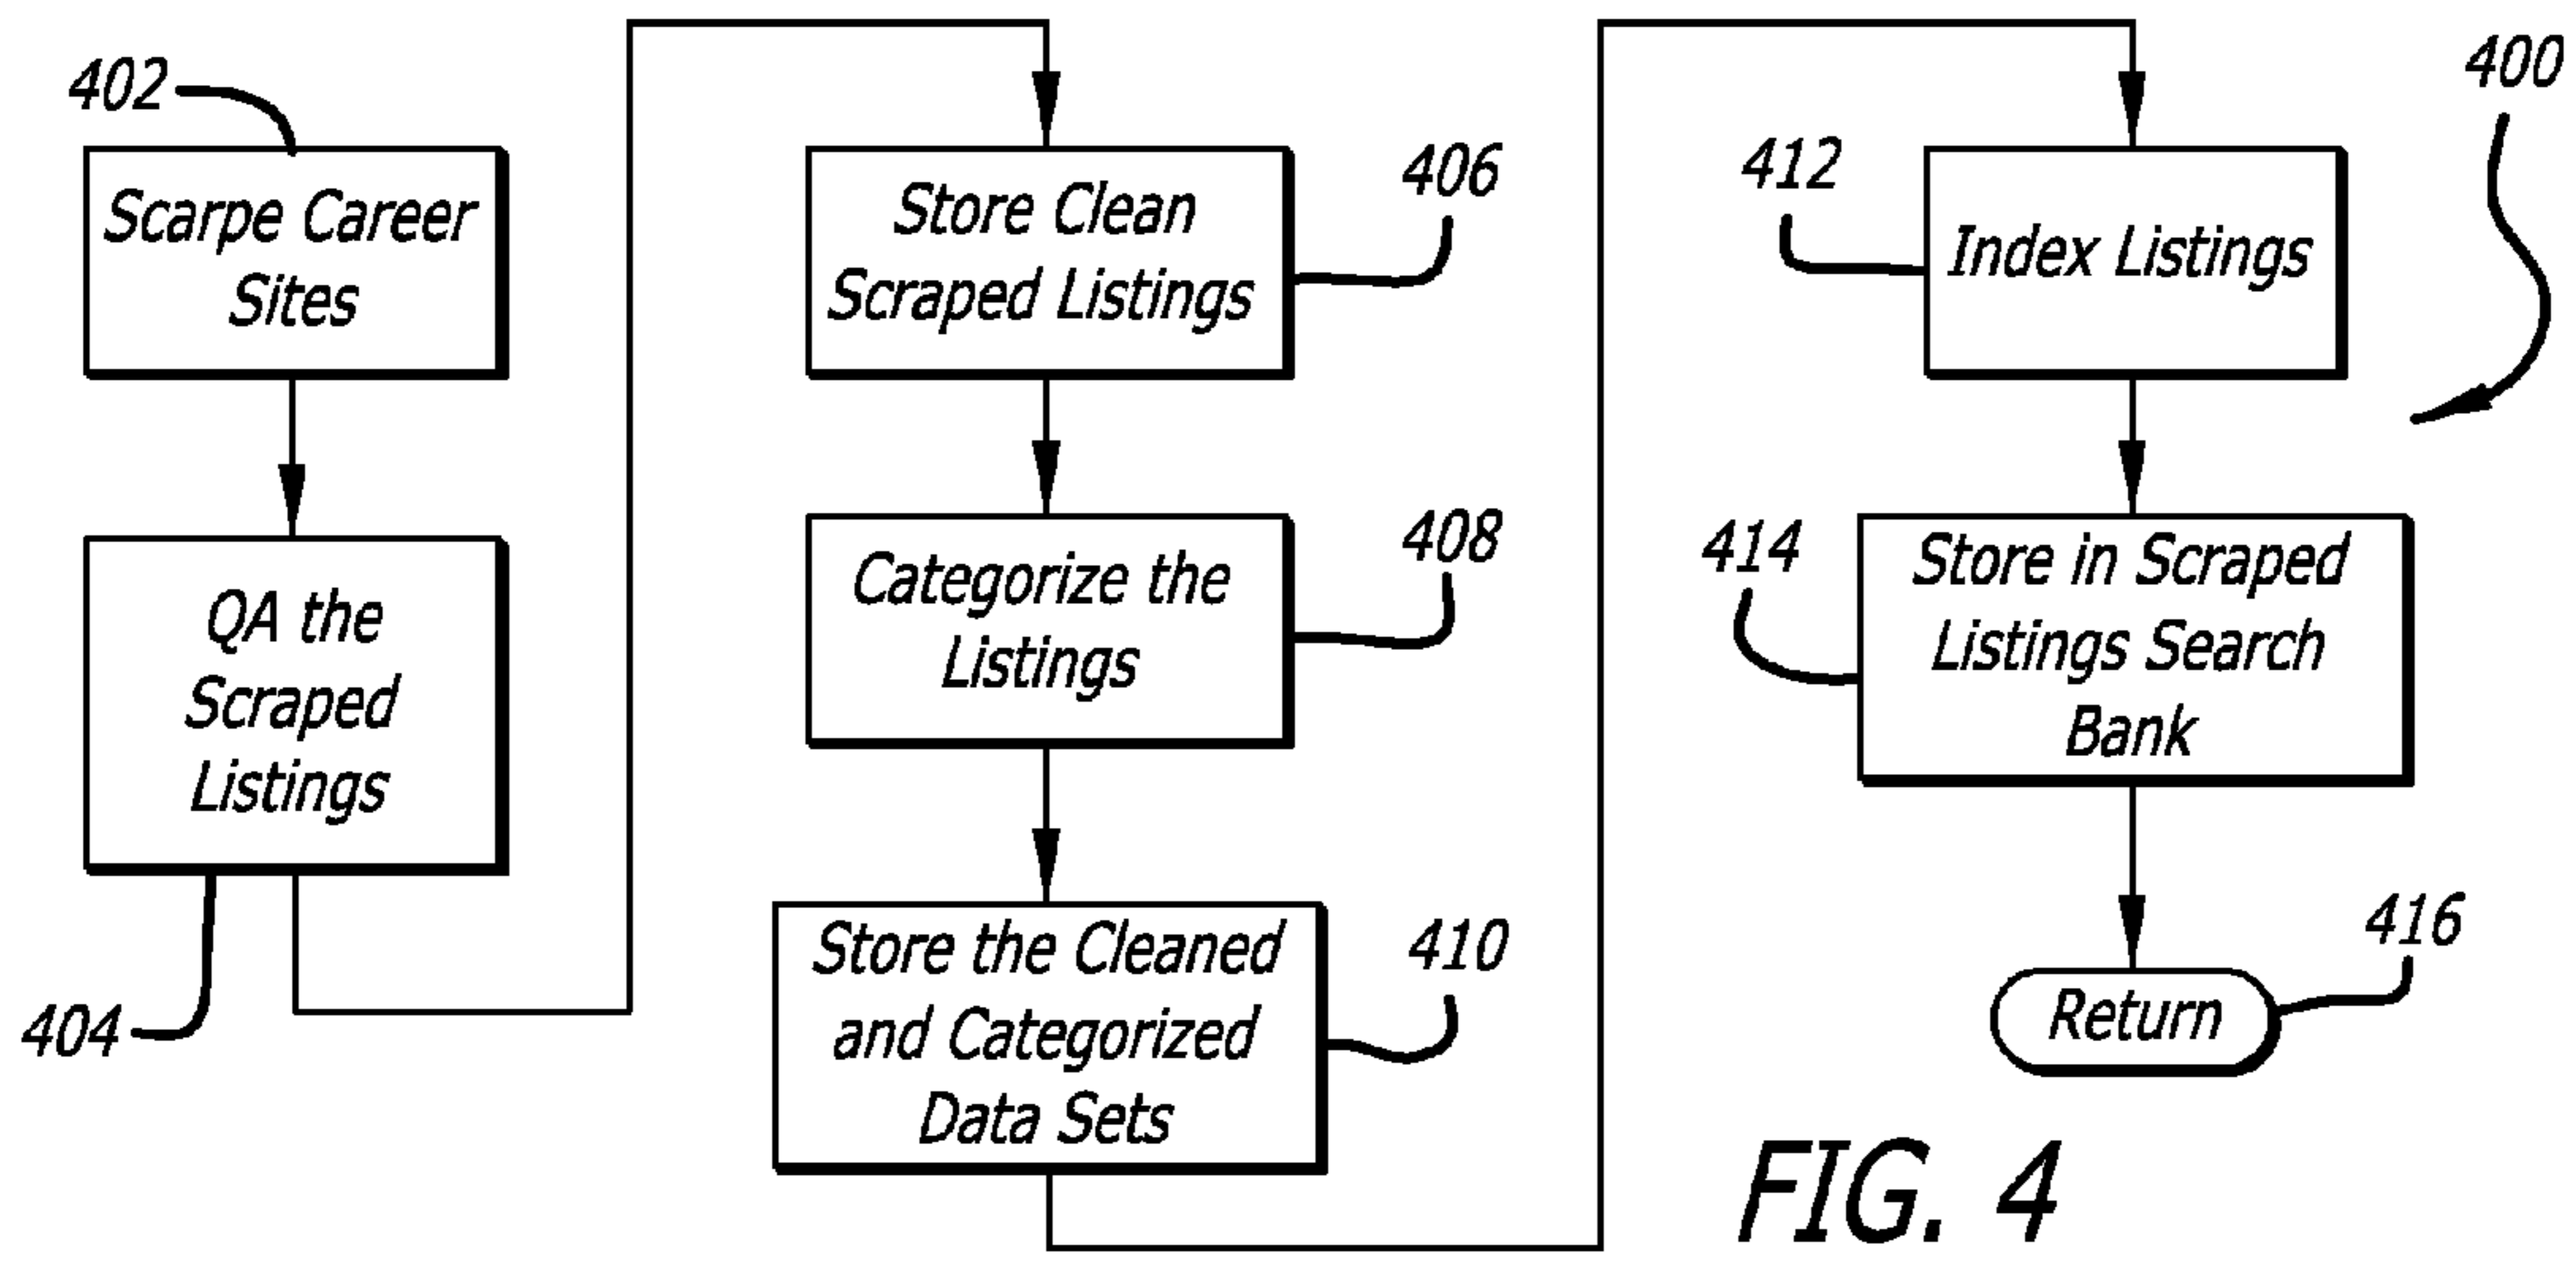 402
Scarpe Career
Sites
QA the
Scraped
Listings
404
Store Clean
Scraped Listings
406
Categorize the
Listings
408
Store the Cleaned
and Categorized
Data Sets
410
412
Index Listings
400
414
Store in Scraped
Listings Search
Bank
Return
416
FIG. 4